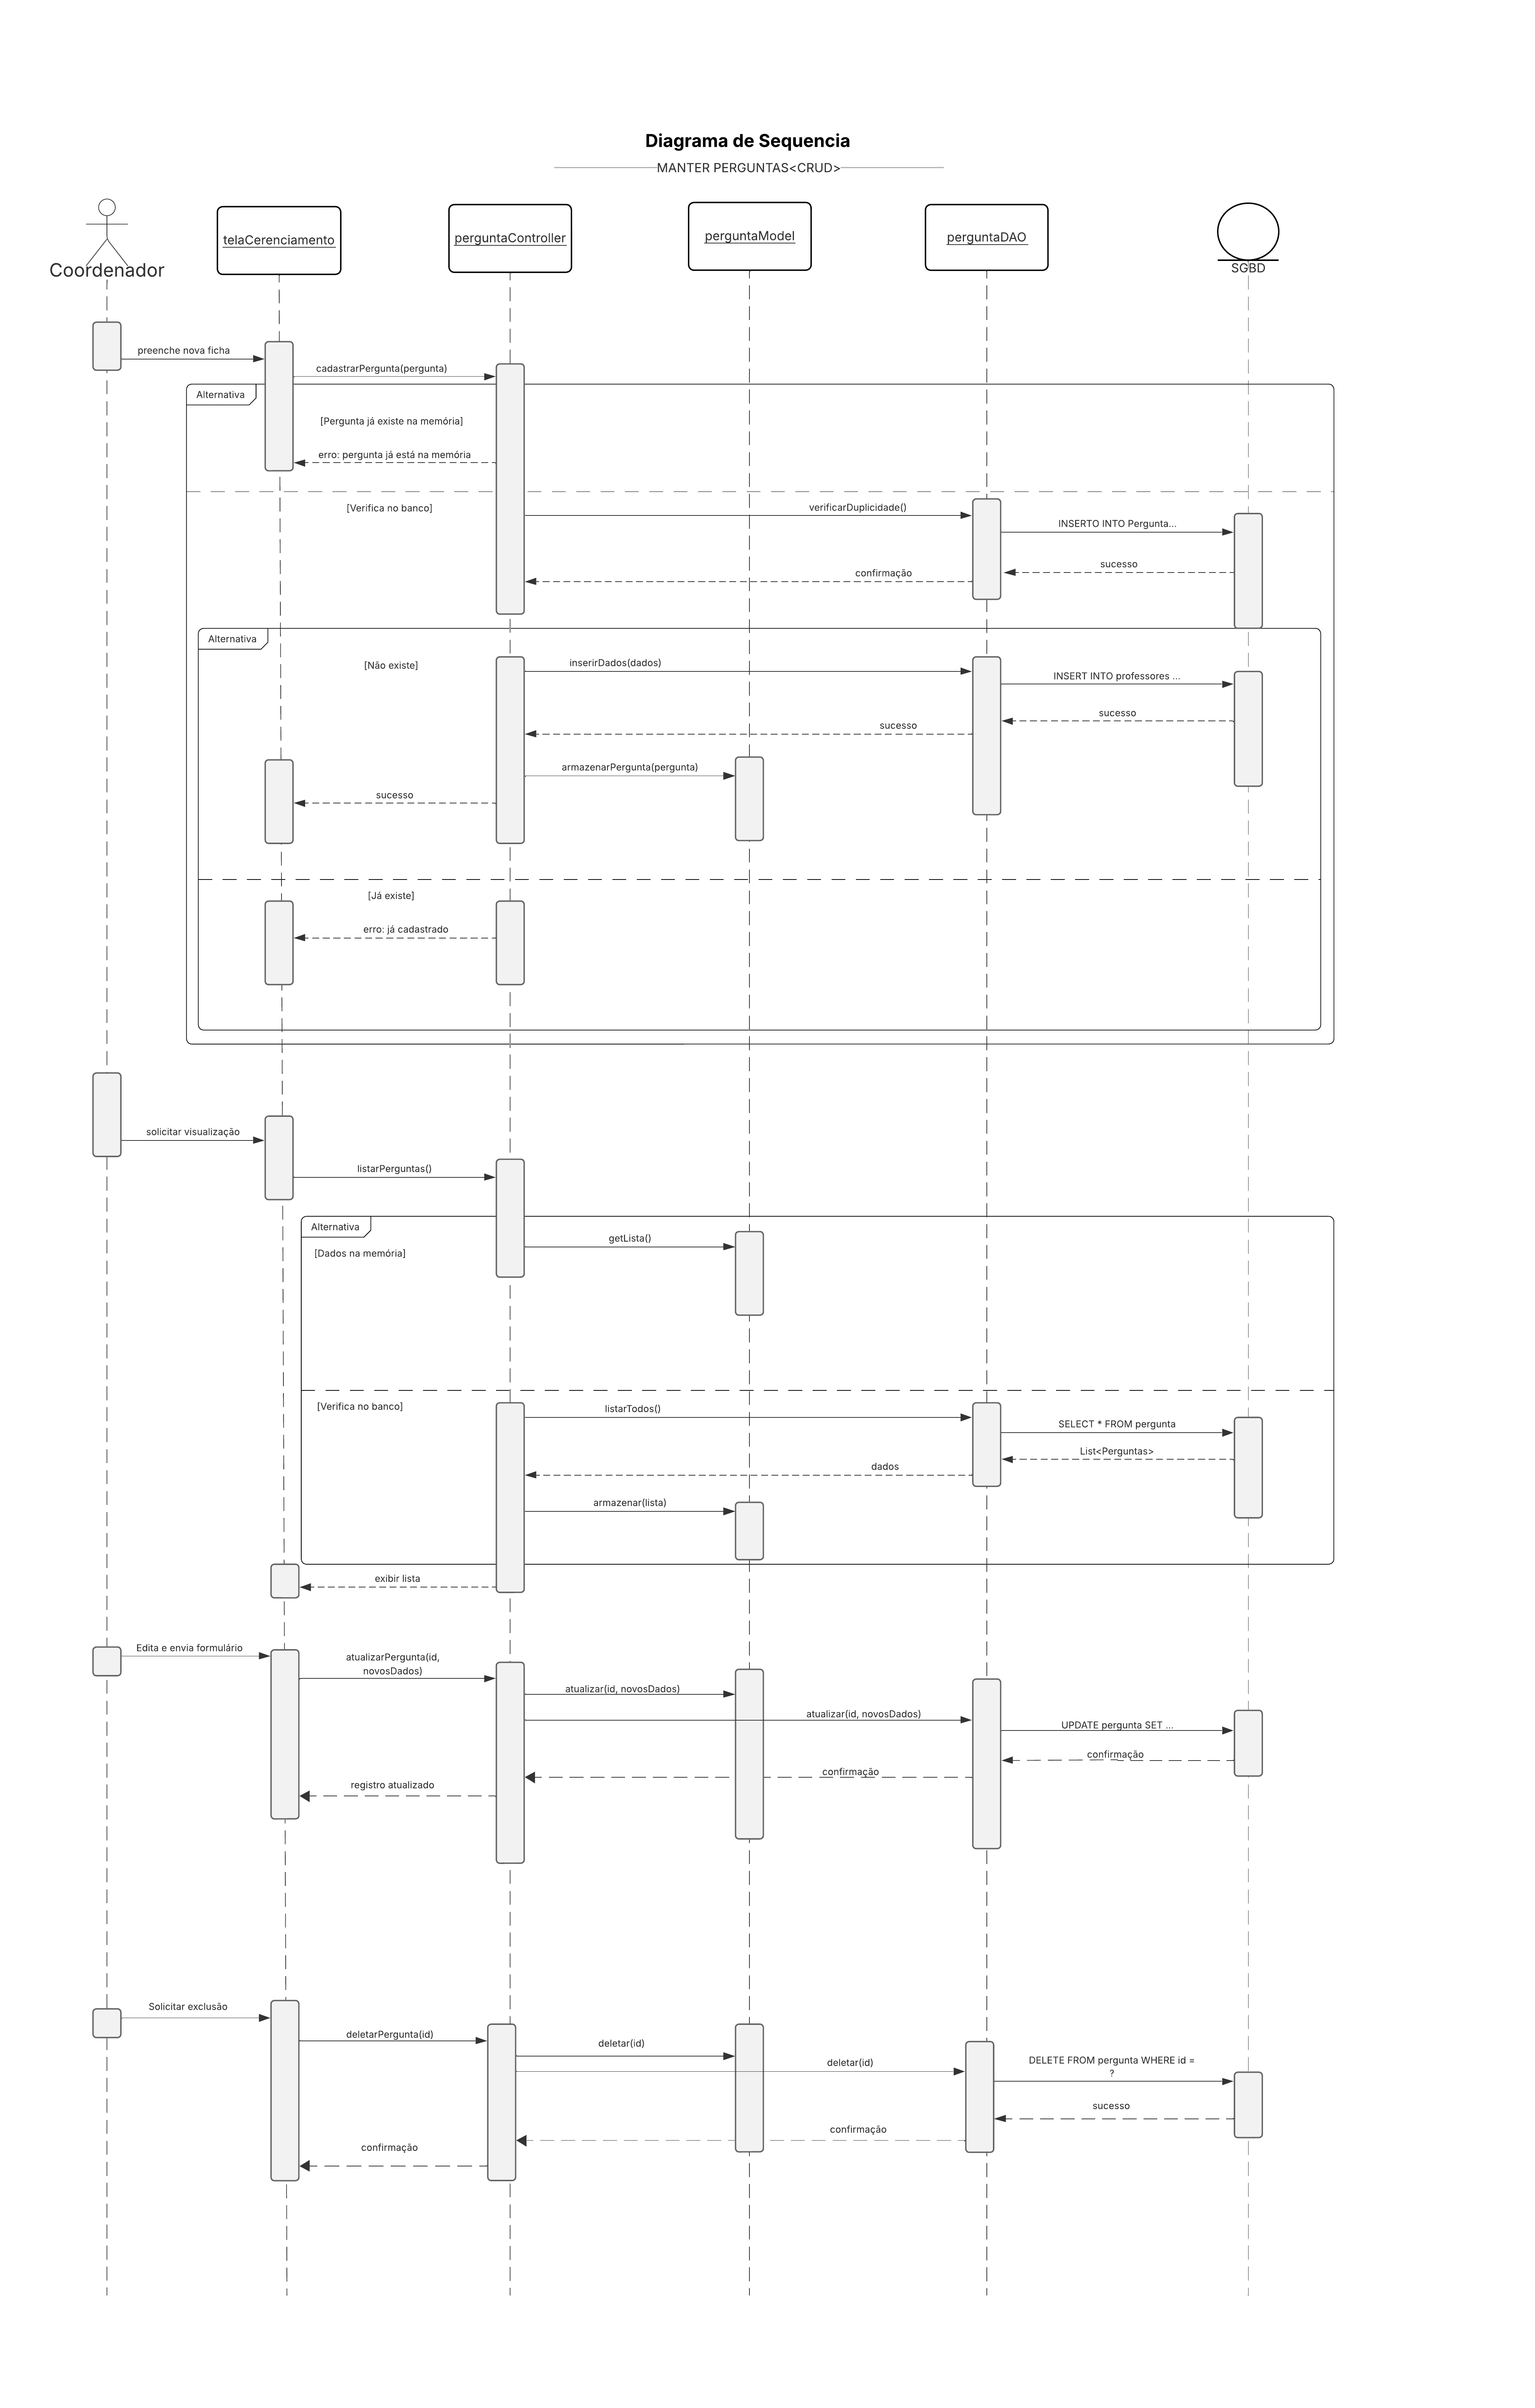 Diagrama de Sequencia
MANTER PERGUNTAS<CRUD>
Coordenador
telaCerenciamento
perguntaController
perguntaModel
perguntaDAO
SGBD
preenche nova ficha
cadastrarPergunta(pergunta)
Alternativa
[Pergunta já existe na memória]
erro: pergunta já está na memória
[Verifica no banco]
verificarDuplicidade()
INSERTO INTO Pergunta...
sucesso
confirmação
Alternativa
[Não existe]
inserirDados(dados)
INSERT INTO professores ...
sucesso
sucesso
armazenarPergunta(pergunta)
sucesso
[Já existe]
erro: já cadastrado
solicitar visualização
listarPerguntas()
Alternativa
[Dados na memória]
getLista()
[Verifica no banco]
listarTodos()
SELECT * FROM pergunta
List<Perguntas>
dados
armazenar(lista)
exibir lista
Edita e envia formulário
atualizarPergunta(id,
novosDados)
atualizar(id, novosDados)
atualizar(id, novosDados)
UPDATE pergunta SET ...
confirmação
confirmação
registro atualizado
Solicitar exclusão
deletarPergunta(id)
deletar(id)
deletar(id)
DELETE FROM pergunta WHERE id =
?
sucesso
confirmação
confirmação